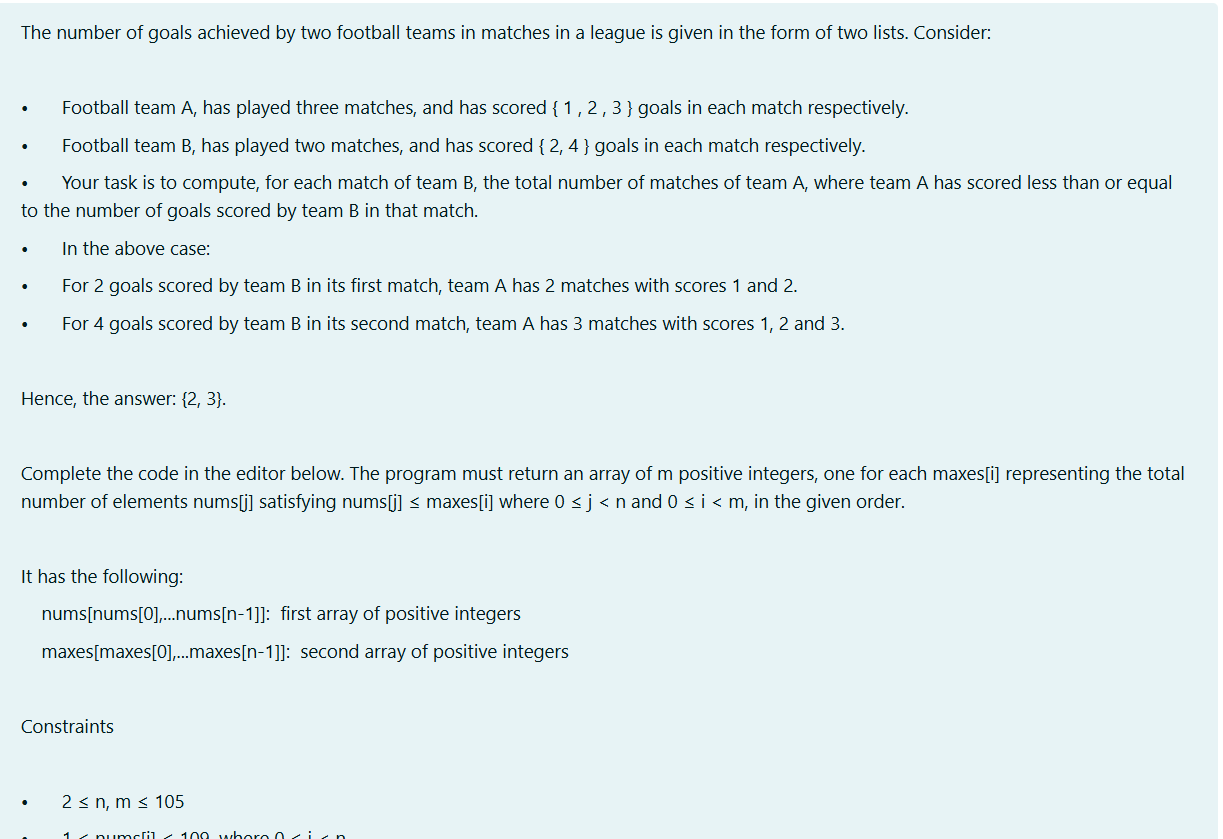 The number of goals achieved by two football teams in matches in a league is given in the form of two lists. Consider:
• Football team A, has played three matches, and has scored { 1 , 2 , 3 } goals in each match respectively.
• Football team B, has played two matches, and has scored { 2, 4 } goals in each match respectively.
• Your task is to compute, for each match of team B, the total number of matches of team A, where team A has scored less than or equal
to the number of goals scored by team B in that match.
• In the above case:
• For 2 goals scored by team B in its first match, team A has 2 matches with scores 1 and 2.
• For 4 goals scored by team B in its second match, team A has 3 matches with scores 1, 2 and 3.
Hence, the answer: {2, 3}.
Complete the code in the editor below. The program must return an array of m positive integers, one for each maxes[i] representing the total
number of elements nums[j] satisfying nums[j] ≤ maxes[i] where 0 ≤ j < n and 0 ≤ i < m, in the given order.
It has the following:
nums[nums[0],...nums[n-1]]: first array of positive integers
maxes[maxes[0],...maxes[n-1]]: second array of positive integers
Constraints
• 2 ≤ n, m ≤ 105
• 1 ≤ nums[j] ≤ 109, where 0 ≤ j < n